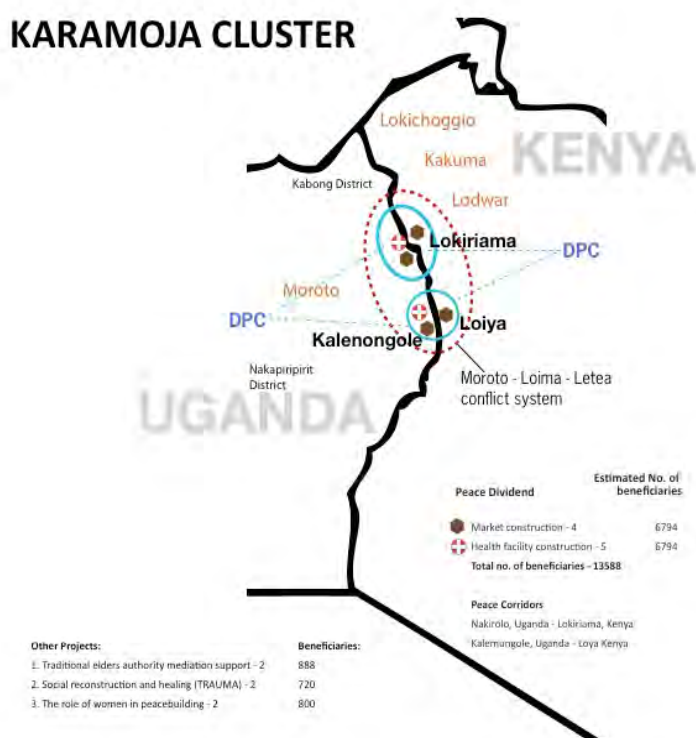 KARAMOJA CLUSTER
Lokichoggio
KENYA
Kakuma
Kabong District
Lodwar
Lokiriama
DPC
Moroto
DPC
Loiya
Kalenongole
Nakapiripirit
District
Moroto - Loima - Letea
conflict system
UGANDA
Peace Dividend
Estimated No. of
beneficiaries
Market construction - 4 6794
Health facility construction - 5 6794
Total no. of beneficiaries - 13588
Peace Corridors
Nakirolo, Uganda - Lokiriama, Kenya
Kalemungole, Uganda - Loya Kenya
Other Projects: Beneficiaries:
1. Traditional elders authority mediation support - 2 888
2. Social reconstruction and healing (TRAUMA) - 2 720
3. The role of women in peacebuilding - 2 800